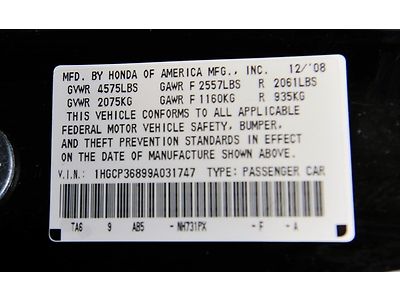 MFD. BY HONDA OF AMERICA MFG., INC. 12/'08
GVWR 4575LBS GAWR F 2557LBS R 2061LBS
GVWR 2075KG GAWR F 1160KG R 935KG
THIS VEHICLE CONFORMS TO ALL APPLICABLE
FEDERAL MOTOR VEHICLE SAFETY, BUMPER,
AND THEFT PREVENTION STANDARDS IN EFFECT
ON THE DATE OF MANUFACTURE SHOWN ABOVE.
V.I.N.: 1HGCP36899A031747 TYPE: PASSENGER CAR
TA6 9 AB5 - NH731PX - F - A